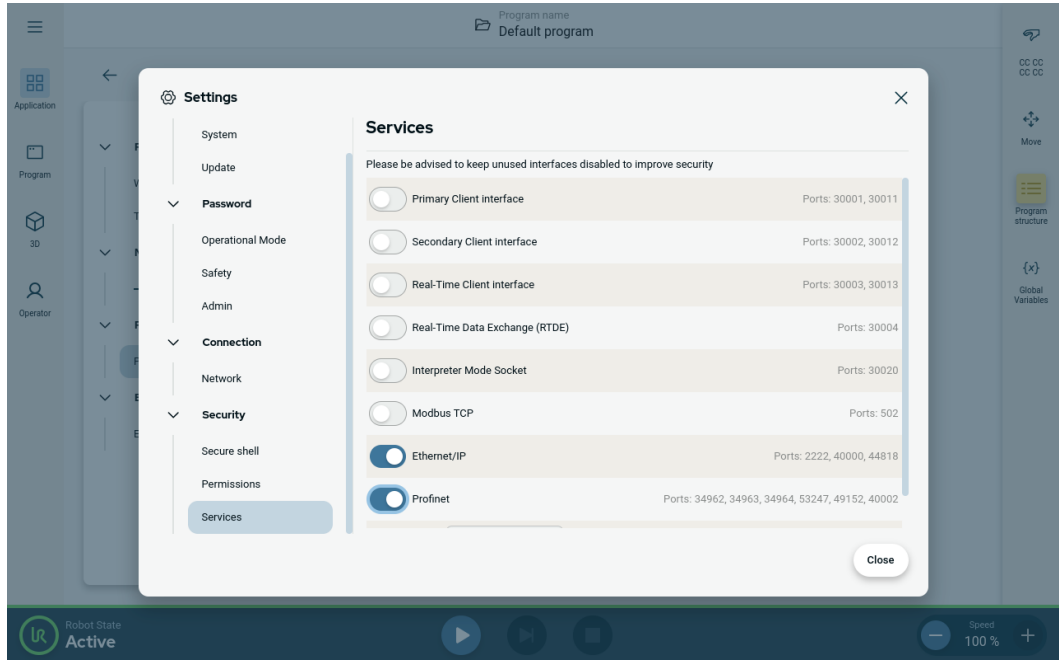 Program name
Default program
Application
Program
3D
Operator
Settings
System
Update
Password
Operational Mode
Safety
Admin
Connection
Network
Security
Secure shell
Permissions
Services
Services
Please be advised to keep unused interfaces disabled to improve security
Primary Client interface Ports: 30001, 30011
Secondary Client interface Ports: 30002, 30012
Real-Time Client interface Ports: 30003, 30013
Real-Time Data Exchange (RTDE) Ports: 30004
Interpreter Mode Socket Ports: 30020
Modbus TCP Ports: 502
Ethernet/IP Ports: 2222, 40000, 44818
Profinet Ports: 34962, 34963, 34964, 53247, 49152, 40002
Close
CC CC
CC CC
Move
Program
structure
{x}
Global
Variables
Robot State
Active
Speed
100 %